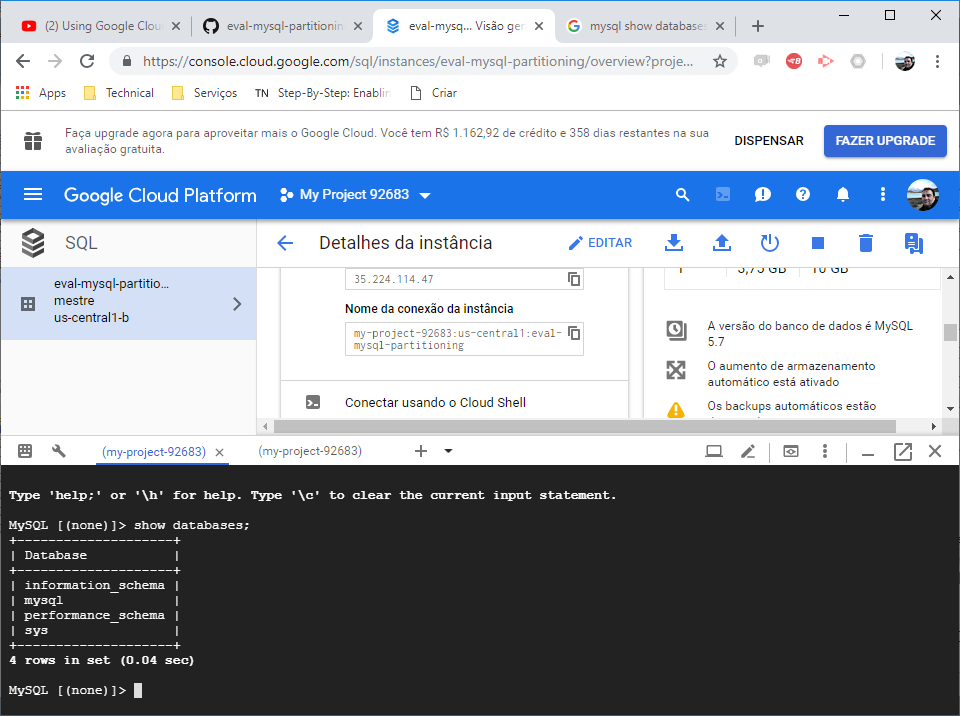 (2) Using Google Clou
eval-mysql-partitioning
eval-mysq... Visão ger
mysql show databases
https://console.cloud.google.com/sql/instances/eval-mysql-partitioning/overview?proje...
Apps
Technical
Serviços
TN Step-By-Step: Enablin
Criar
Faça upgrade agora para aproveitar mais o Google Cloud. Você tem R$ 1.162,92 de crédito e 358 dias restantes na sua
avaliação gratuita.
DISPENSAR
FAZER UPGRADE
Google Cloud Platform
My Project 92683
SQL
Detalhes da instância
EDITAR
eval-mysql-partitio...
mestre
us-central1-b
35.224.114.47
Nome da conexão da instância
my-project-92683:us-central1:eval-
mysql-partitioning
Conectar usando o Cloud Shell
1 3,75 GB 10 GB
A versão do banco de dados é MySQL
5.7
O aumento de armazenamento
automático está ativado
Os backups automáticos estão
(my-project-92683)
(my-project-92683)
Type 'help;' or '\h' for help. Type '\c' to clear the current input statement.
MySQL [(none)]> show databases;
+--------------------+
| Database           |
+--------------------+
| information_schema |
| mysql              |
| performance_schema |
| sys                |
+--------------------+
4 rows in set (0.04 sec)
MySQL [(none)]>